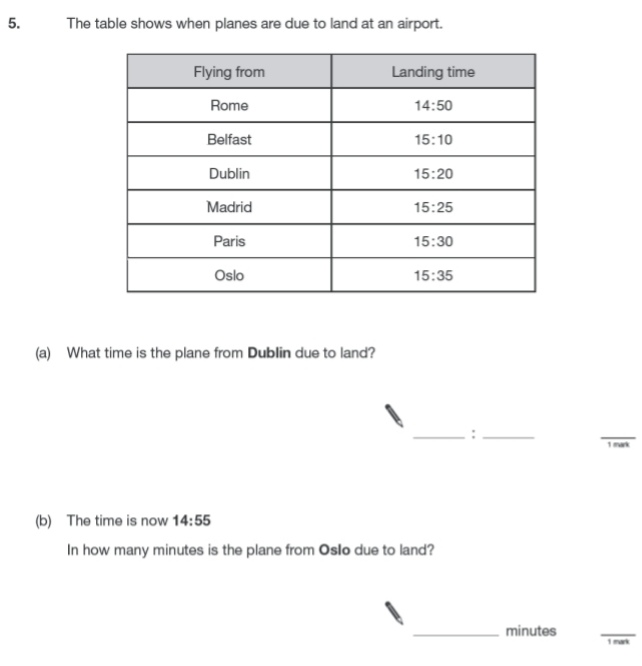 5. The table shows when planes are due to land at an airport.
Flying from Landing time
Rome 14:50
Belfast 15:10
Dublin 15:20
Madrid 15:25
Paris 15:30
Oslo 15:35
(a) What time is the plane from Dublin due to land?
_____ : _____
1 mark
(b) The time is now 14:55
In how many minutes is the plane from Oslo due to land?
_____ minutes
1 mark